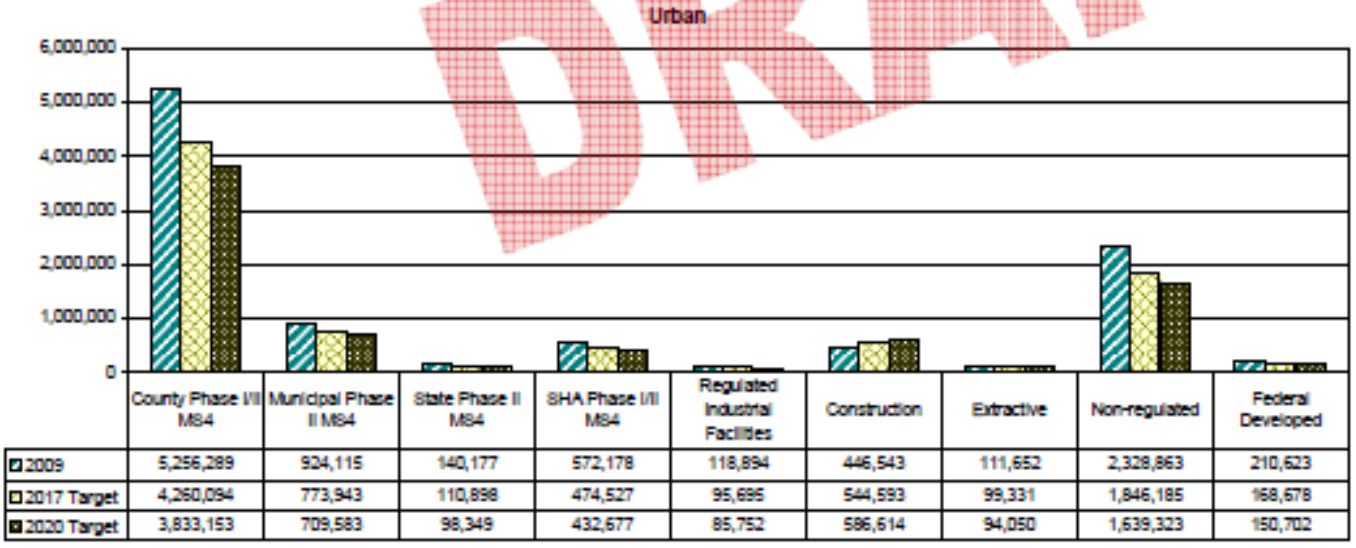 Urban
DRA
6,000,000
5,000,000
4,000,000
3,000,000
2,000,000
1,000,000
0
County Phase I/II MS4 Municipal Phase II MS4 State Phase II MS4 SHA Phase I/II MS4 Regulated Industrial Facilities Construction Extractive Non-regulated Federal Developed
2009 5,256,289 924,115 140,177 572,178 118,894 446,543 111,652 2,328,863 210,623
2017 Target 4,260,094 773,943 110,898 474,527 95,695 544,593 99,331 1,846,185 168,678
2020 Target 3,833,153 709,583 98,349 432,677 85,752 586,614 94,050 1,639,323 150,702